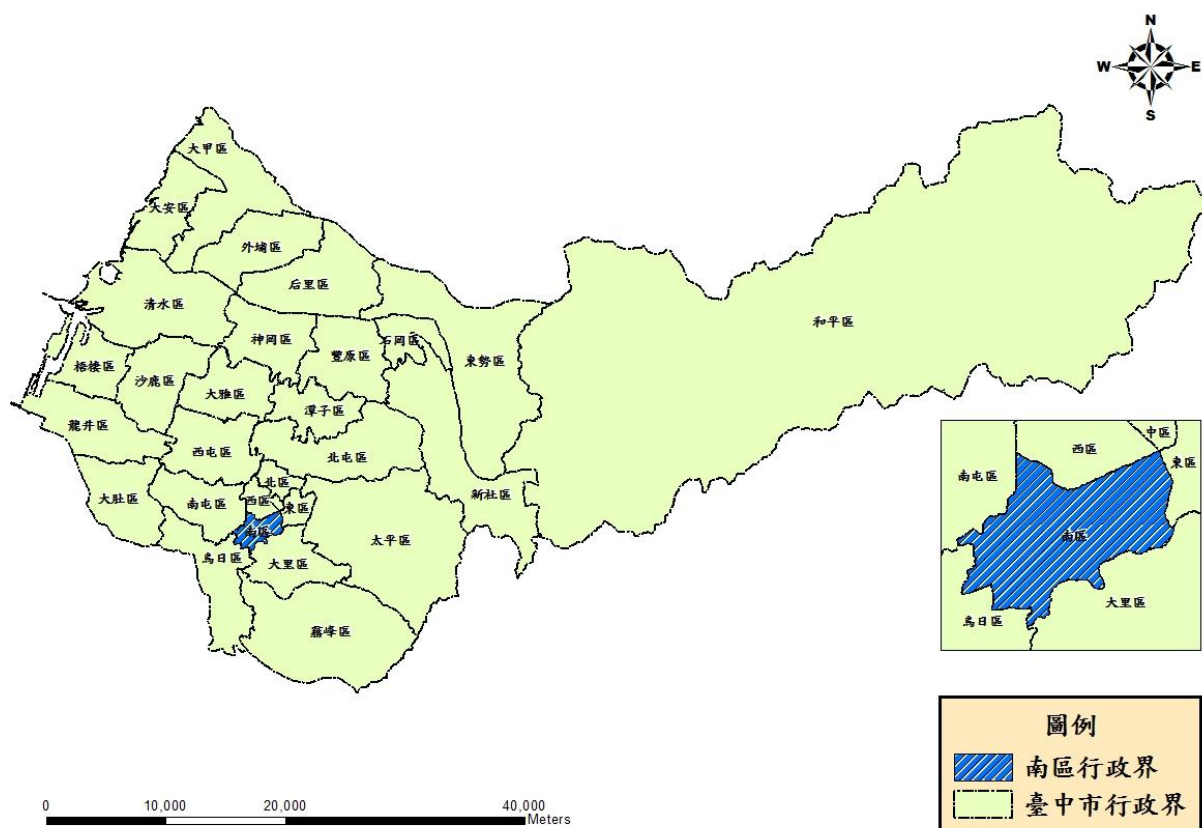 N
W E
S
大甲區
大安區
外埔區
后里區
清水區
和平區
神岡區
豐原區
石岡區
東勢區
梧棲區
沙鹿區
大雅區
潭子區
龍井區
西屯區
北屯區
北區
新社區
大肚區
南屯區
西區
東區
南區
太平區
烏日區
大里區
霧峰區
中區
西區
東區
南屯區
南區
大里區
烏日區
圖例
南區行政界
臺中市行政界
0 10,000 20,000 40,000
Meters